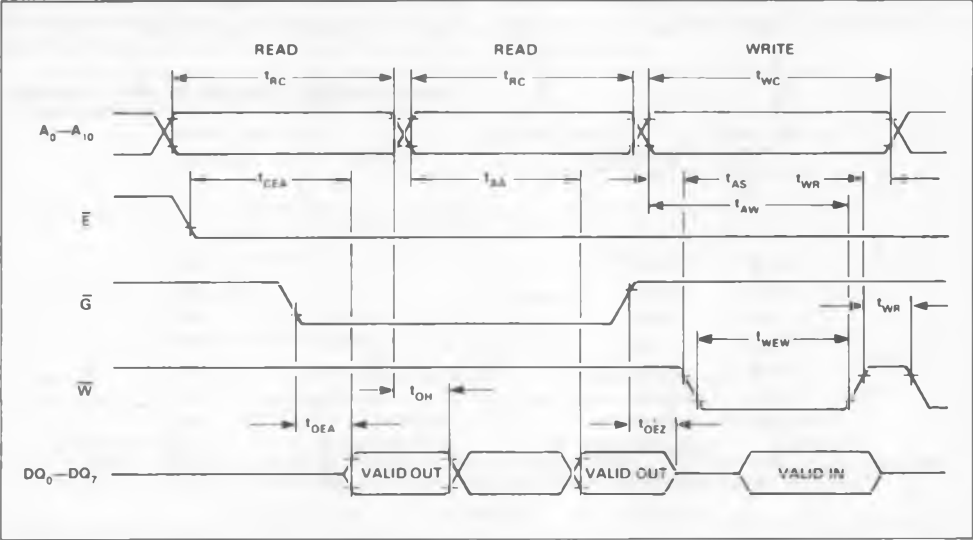 READ READ WRITE
tRC tRC tWC
A0—A10
tCEA tAA tAS tWR
tAW
E̅
G̅
tWR
tWEW
W̅
tOH
tOEA tOEZ
DQ0—DQ7 VALID OUT VALID OUT VALID IN